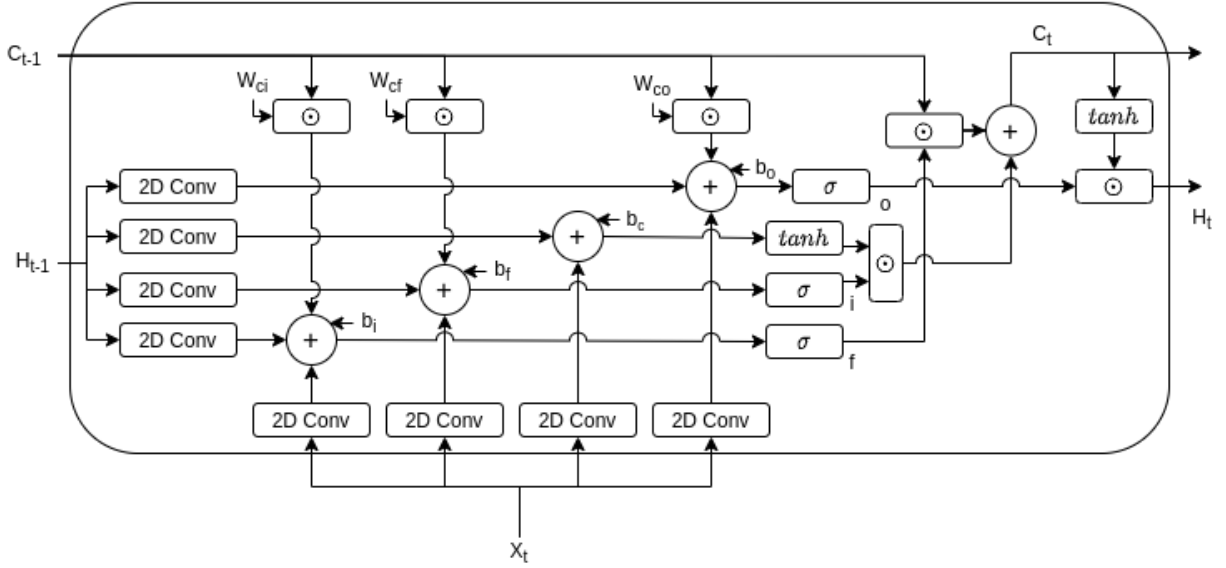 C_t-1
C_t
W_ci
W_cf
W_co
⊙
⊙
⊙
⊙
+
tanh
b_o
2D Conv
+
σ
o
⊙
H_t
b_c
2D Conv
+
tanh
⊙
H_t-1
b_f
2D Conv
+
σ
i
b_i
2D Conv
+
σ
f
2D Conv
2D Conv
2D Conv
2D Conv
X_t